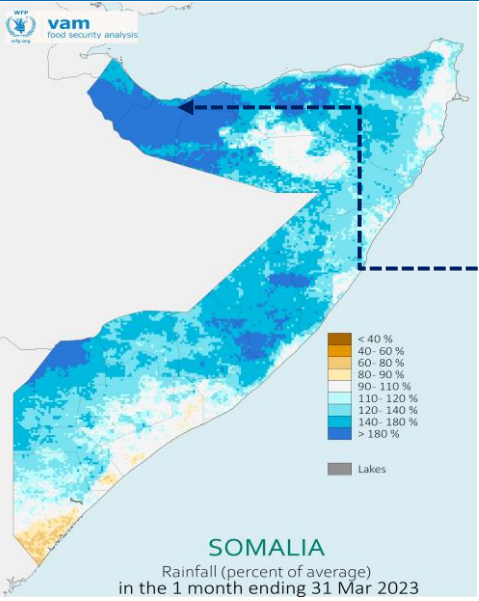 WFP
wfp.org
vam
food security analysis
< 40 %
40- 60 %
60- 80 %
80- 90 %
90- 110 %
110- 120 %
120- 140 %
140- 180 %
> 180 %
Lakes
SOMALIA
Rainfall (percent of average)
in the 1 month ending 31 Mar 2023